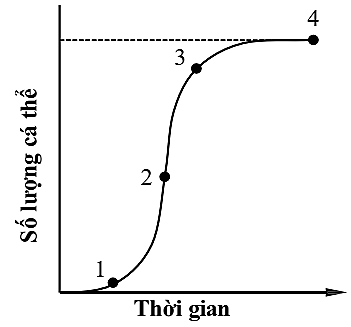 Số lượng cá thể
4
3
2
1
Thời gian